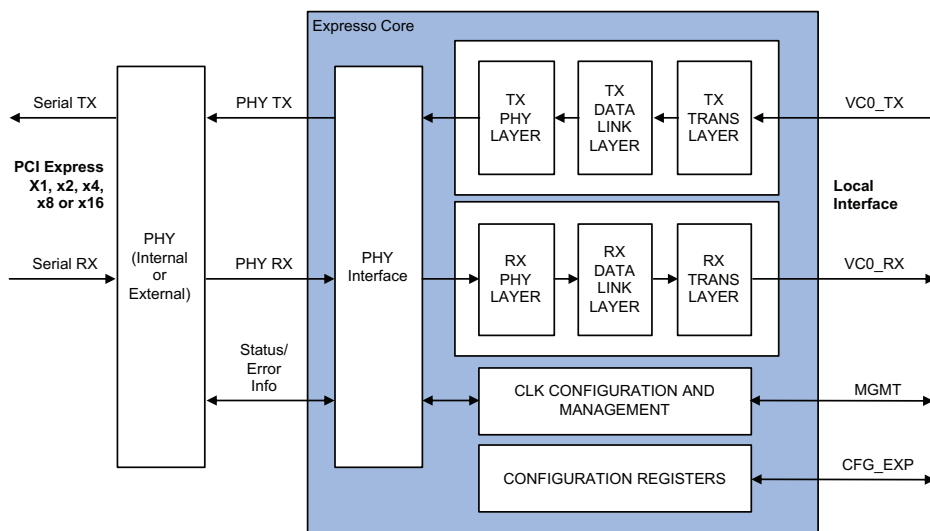 Expresso Core
Serial TX
PHY TX
TX
PHY
LAYER
TX
DATA
LINK
LAYER
TX
TRANS
LAYER
VC0_TX
PCI Express
X1, x2, x4,
x8 or x16
Local
Interface
PHY
(Internal
or
External)
PHY
Interface
Serial RX
PHY RX
RX
PHY
LAYER
RX
DATA
LINK
LAYER
RX
TRANS
LAYER
VC0_RX
Status/
Error
Info
CLK CONFIGURATION AND
MANAGEMENT
MGMT
CONFIGURATION REGISTERS
CFG_EXP